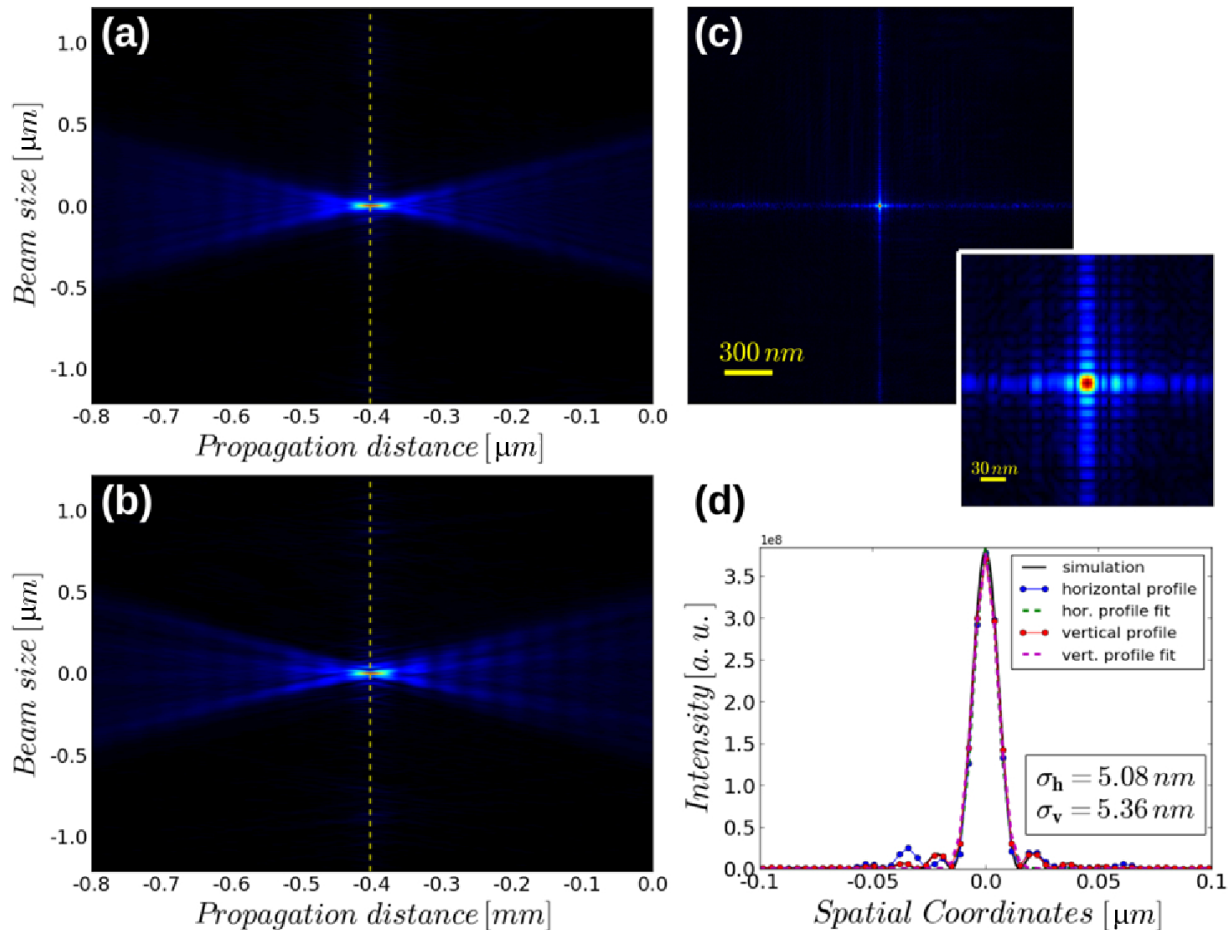 (a)
1.0
0.5
0.0
-0.5
-1.0
Beam size [μm]
-0.8 -0.7 -0.6 -0.5 -0.4 -0.3 -0.2 -0.1 0.0
Propagation distance [μm]
(b)
1.0
0.5
0.0
-0.5
-1.0
Beam size [μm]
-0.8 -0.7 -0.6 -0.5 -0.4 -0.3 -0.2 -0.1 0.0
Propagation distance [mm]
(c)
300 nm
30 nm
(d)
1e8
3.5
3.0
2.5
2.0
1.5
1.0
0.5
0.0
Intensity [a. u.]
simulation
horizontal profile
hor. profile fit
vertical profile
vert. profile fit
σh = 5.08 nm
σv = 5.36 nm
-0.1 -0.05 0.0 0.05 0.1
Spatial Coordinates [μm]